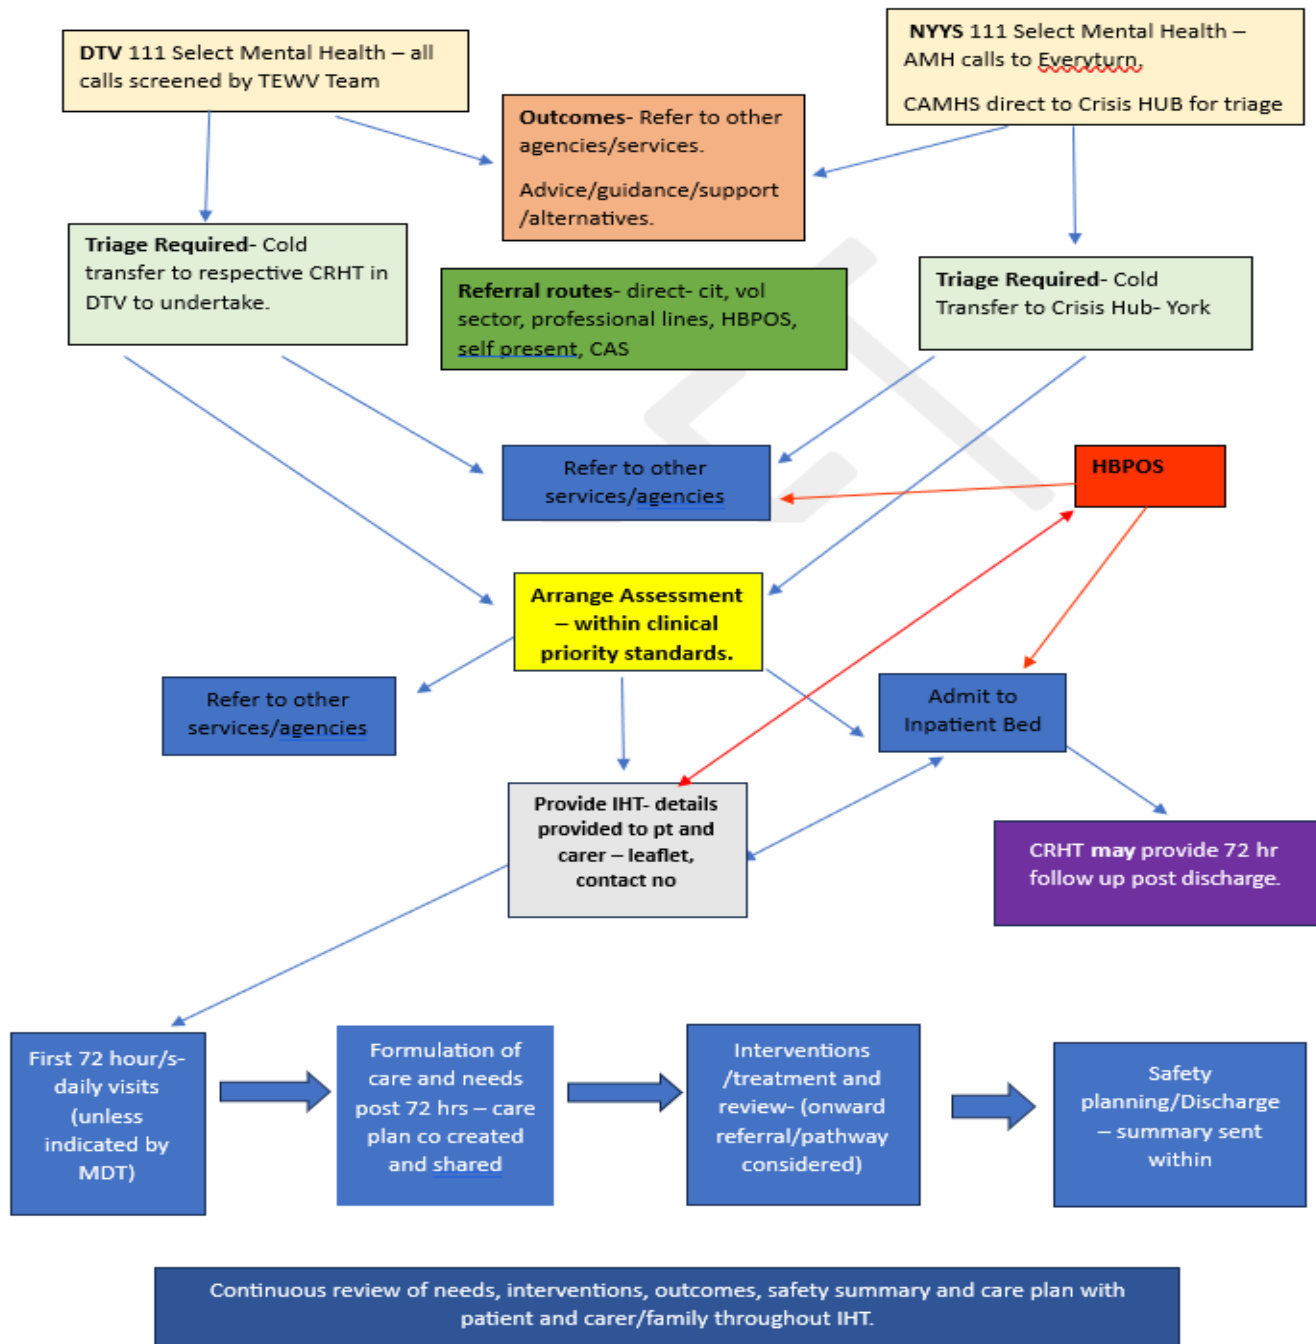 DTV 111 Select Mental Health – all
calls screened by TEWV Team
NYYS 111 Select Mental Health –
AMH calls to Everyturn.
CAMHS direct to Crisis HUB for triage
Outcomes- Refer to other
agencies/services.
Advice/guidance/support
/alternatives.
Triage Required- Cold
transfer to respective CRHT in
DTV to undertake.
Referral routes- direct- cit, vol
sector, professional lines, HBPOS,
self present, CAS
Triage Required- Cold
Transfer to Crisis Hub- York
Refer to other
services/agencies
HBPOS
Arrange Assessment
– within clinical
priority standards.
Refer to other
services/agencies
Admit to
Inpatient Bed
Provide IHT- details
provided to pt and
carer – leaflet,
contact no
CRHT may provide 72 hr
follow up post discharge.
First 72 hour/s-
daily visits
(unless
indicated by
MDT)
Formulation of
care and needs
post 72 hrs – care
plan co created
and shared
Interventions
/treatment and
review- (onward
referral/pathway
considered)
Safety
planning/Discharge
– summary sent
within
Continuous review of needs, interventions, outcomes, safety summary and care plan with
patient and carer/family throughout IHT.